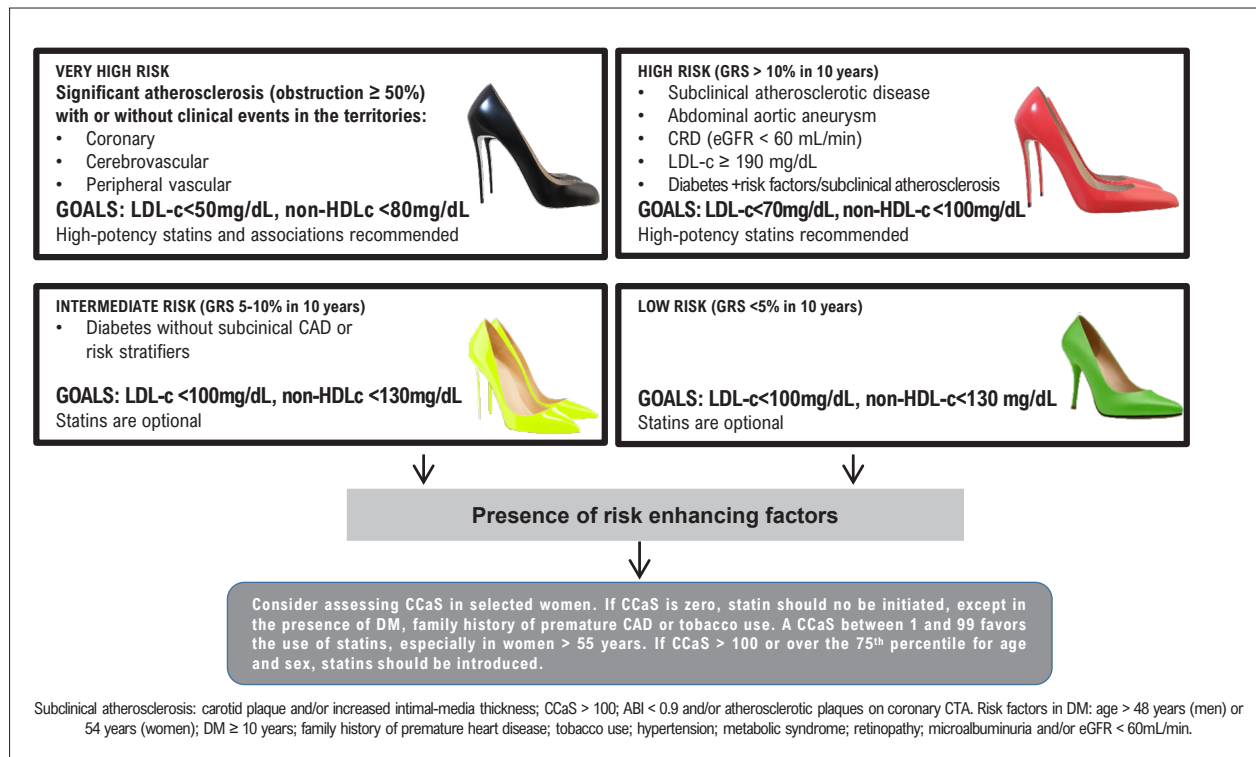 VERY HIGH RISK
Significant atherosclerosis (obstruction ≥ 50%)
with or without clinical events in the territories:
• Coronary
• Cerebrovascular
• Peripheral vascular
GOALS: LDL-c<50mg/dL, non-HDLc <80mg/dL
High-potency statins and associations recommended
HIGH RISK (GRS > 10% in 10 years)
• Subclinical atherosclerotic disease
• Abdominal aortic aneurysm
• CRD (eGFR < 60 mL/min)
• LDL-c ≥ 190 mg/dL
• Diabetes +risk factors/subclinical atherosclerosis
GOALS: LDL-c<70mg/dL, non-HDL-c <100mg/dL
High-potency statins recommended
INTERMEDIATE RISK (GRS 5-10% in 10 years)
• Diabetes without subcinical CAD or
risk stratifiers
GOALS: LDL-c <100mg/dL, non-HDLc <130mg/dL
Statins are optional
LOW RISK (GRS <5% in 10 years)
GOALS: LDL-c<100mg/dL, non-HDL-c<130 mg/dL
Statins are optional
Presence of risk enhancing factors
Consider assessing CCaS in selected women. If CCaS is zero, statin should no be initiated, except in
the presence of DM, family history of premature CAD or tobacco use. A CCaS between 1 and 99 favors
the use of statins, especially in women > 55 years. If CCaS > 100 or over the 75th percentile for age
and sex, statins should be introduced.
Subclinical atherosclerosis: carotid plaque and/or increased intimal-media thickness; CCaS > 100; ABI < 0.9 and/or atherosclerotic plaques on coronary CTA. Risk factors in DM: age > 48 years (men) or
54 years (women); DM ≥ 10 years; family history of premature heart disease; tobacco use; hypertension; metabolic syndrome; retinopathy; microalbuminuria and/or eGFR < 60mL/min.